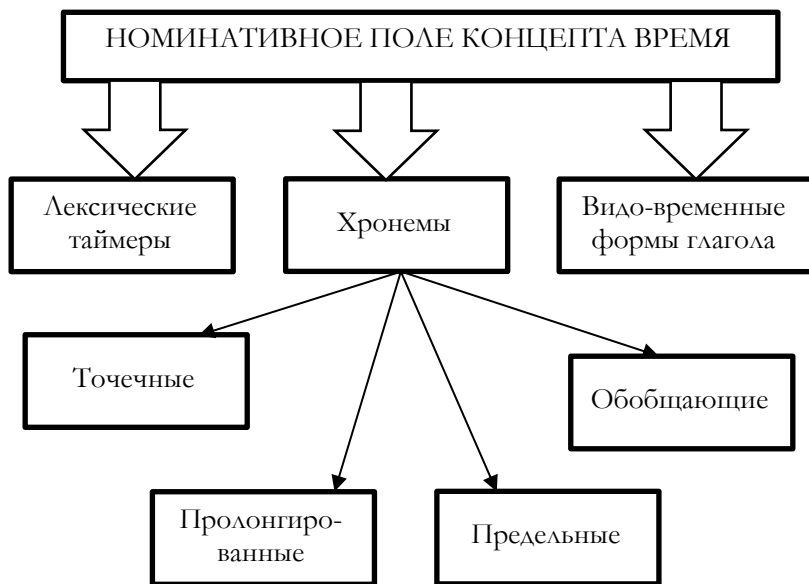 НОМИНАТИВНОЕ ПОЛЕ КОНЦЕПТА ВРЕМЯ
Лексические
таймеры
Хронемы
Видо-временные
формы глагола
Точечные
Обобщающие
Пролонгиро-
ванные
Предельные